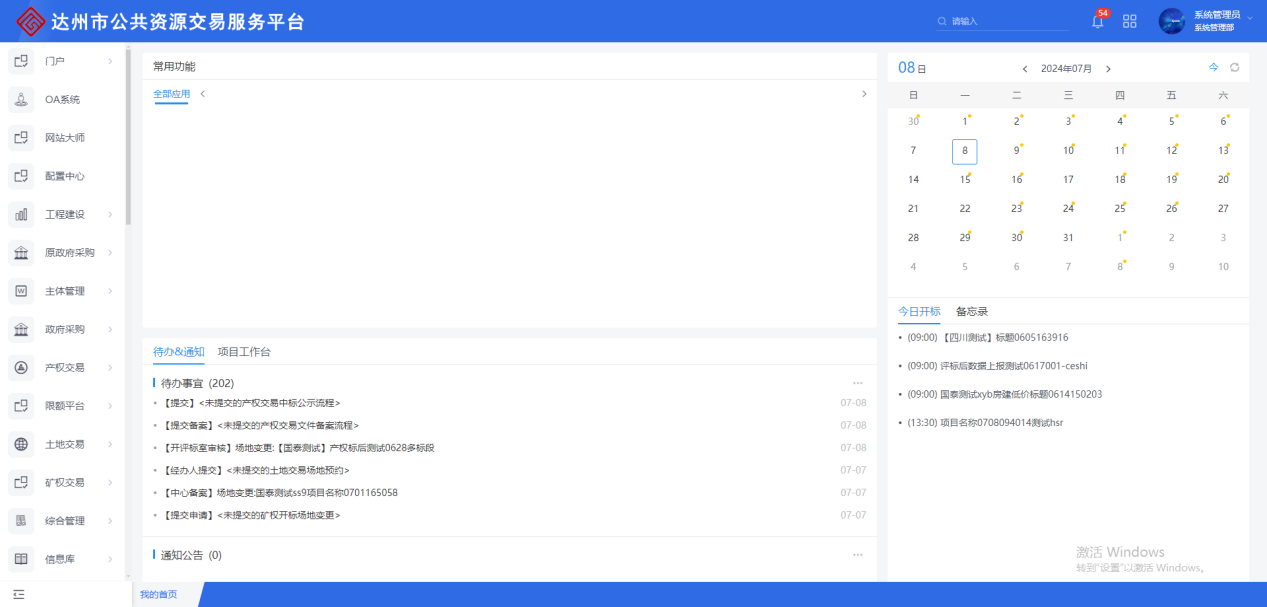 达州市公共资源交易服务平台
请输入
54
系统管理员
系统管理部
门户
OA系统
网站大师
配置中心
工程建设
原政府采购
主体管理
政府采购
产权交易
限额平台
土地交易
矿权交易
综合管理
信息库
常用功能
全部应用
待办&通知 项目工作台
待办事宜 (202)
【提交】<未提交的产权交易中标公示流程> 07-08
【提交备案】<未提交的产权交易文件备案流程> 07-08
【开评标室审核】场地变更:【国泰测试】产权标后测试0628多标段 07-08
【经办人提交】<未提交的土地交易场地预约> 07-07
【中心备案】场地变更:国泰测试ss9项目名称0701165058 07-07
【提交申请】<未提交的矿权开标场地变更> 07-07
通知公告 (0)
08日 2024年07月 今
日 一 二 三 四 五 六
30 1 2 3 4 5 6
7 8 9 10 11 12 13
14 15 16 17 18 19 20
21 22 23 24 25 26 27
28 29 30 31 1 2 3
4 5 6 7 8 9 10
今日开标 备忘录
(09:00) 【四川测试】标题0605163916
(09:00) 评标后数据上报测试0617001-ceshi
(09:00) 国泰测试xyb房建低价标题0614150203
(13:30) 项目名称0708094014测试hsr
激活 Windows
转到"设置"以激活 Windows。
我的首页